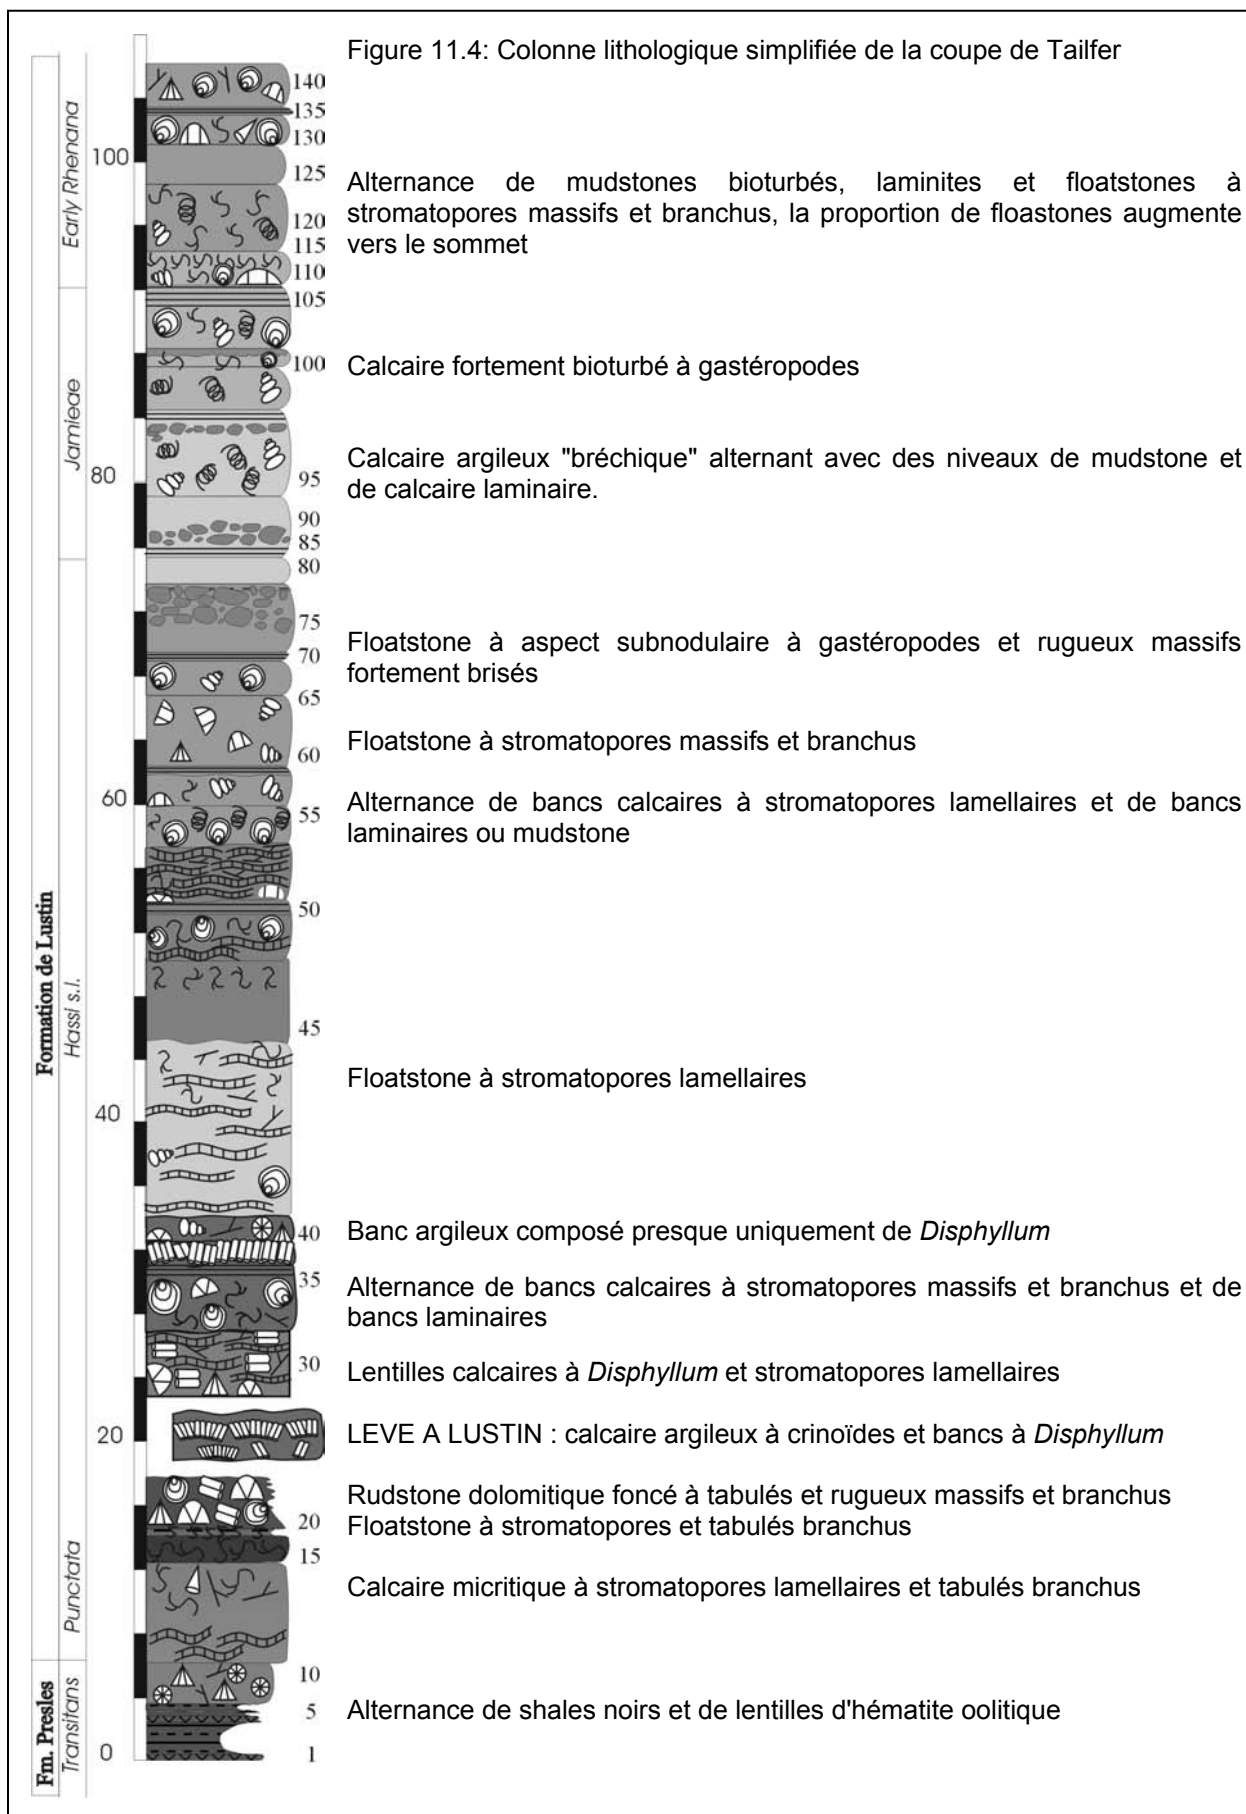 Figure 11.4: Colonne lithologique simplifiée de la coupe de Tailfer
140
135
130
100
125
Early Rhenana
Alternance de mudstones bioturbés, laminites et floatstones à
stromatopores massifs et branchus, la proportion de floastones augmente
vers le sommet
120
115
110
105
100
Calcaire fortement bioturbé à gastéropodes
Jamieae
Calcaire argileux "bréchique" alternant avec des niveaux de mudstone et
de calcaire laminaire.
80
95
90
85
80
75
Floatstone à aspect subnodulaire à gastéropodes et rugueux massifs
fortement brisés
70
65
Floatstone à stromatopores massifs et branchus
60
60
Alternance de bancs calcaires à stromatopores lamellaires et de bancs
laminaires ou mudstone
55
50
Formation de Lustin
Hassi s.l.
45
Floatstone à stromatopores lamellaires
40
40
Banc argileux composé presque uniquement de Disphyllum
35
Alternance de bancs calcaires à stromatopores massifs et branchus et de
bancs laminaires
30
Lentilles calcaires à Disphyllum et stromatopores lamellaires
20
LEVE A LUSTIN : calcaire argileux à crinoïdes et bancs à Disphyllum
Rudstone dolomitique foncé à tabulés et rugueux massifs et branchus
20
Floatstone à stromatopores et tabulés branchus
15
Punctata
Calcaire micritique à stromatopores lamellaires et tabulés branchus
10
Fm. Presles
Transitans
5
Alternance de shales noirs et de lentilles d'hématite oolitique
0
1